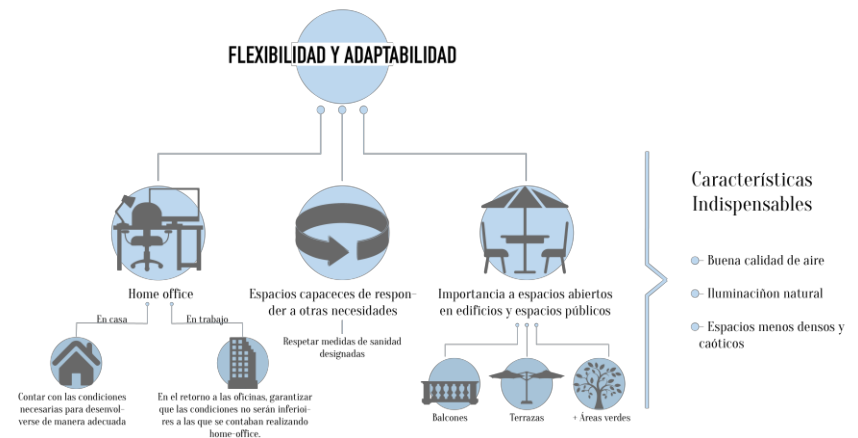 FLEXIBILIDAD Y ADAPTABILIDAD
Home office
En casa
En trabajo
Contar con las condiciones
necesarias para desenvol-
verse de manera adecuada
En el retorno a las oficinas, garantizar
que las condiciones no serán inferioi-
res a las que se contaban realizando
home-office.
Espacios capaceces de respon-
der a otras necesidades
Respetar medidas de sanidad
designadas
Importancia a espacios abiertos
en edificios y espacios públicos
Balcones
Terrazas
+ Áreas verdes
Características
Indispensables
Buena calidad de aire
Iluminaciñon natural
Espacios menos densos y
caóticos